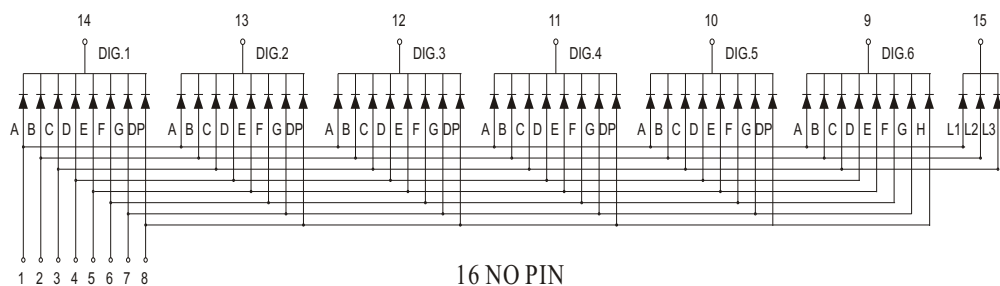 14 13 12 11 10 9 15
DIG.1 DIG.2 DIG.3 DIG.4 DIG.5 DIG.6
A B C D E F G DP A B C D E F G DP A B C D E F G DP A B C D E F G DP A B C D E F G DP A B C D E F G H L1 L2 L3
1 2 3 4 5 6 7 8
16 NO PIN